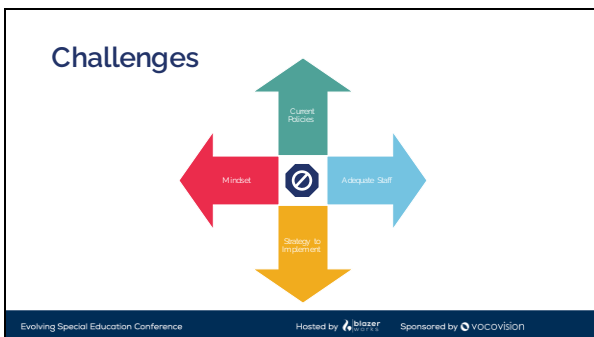 Challenges
Current
Policies
Mindset
Adequate Staff
Strategy to
Implement
Evolving Special Education Conference
Hosted by blazer works
Sponsored by vocovision